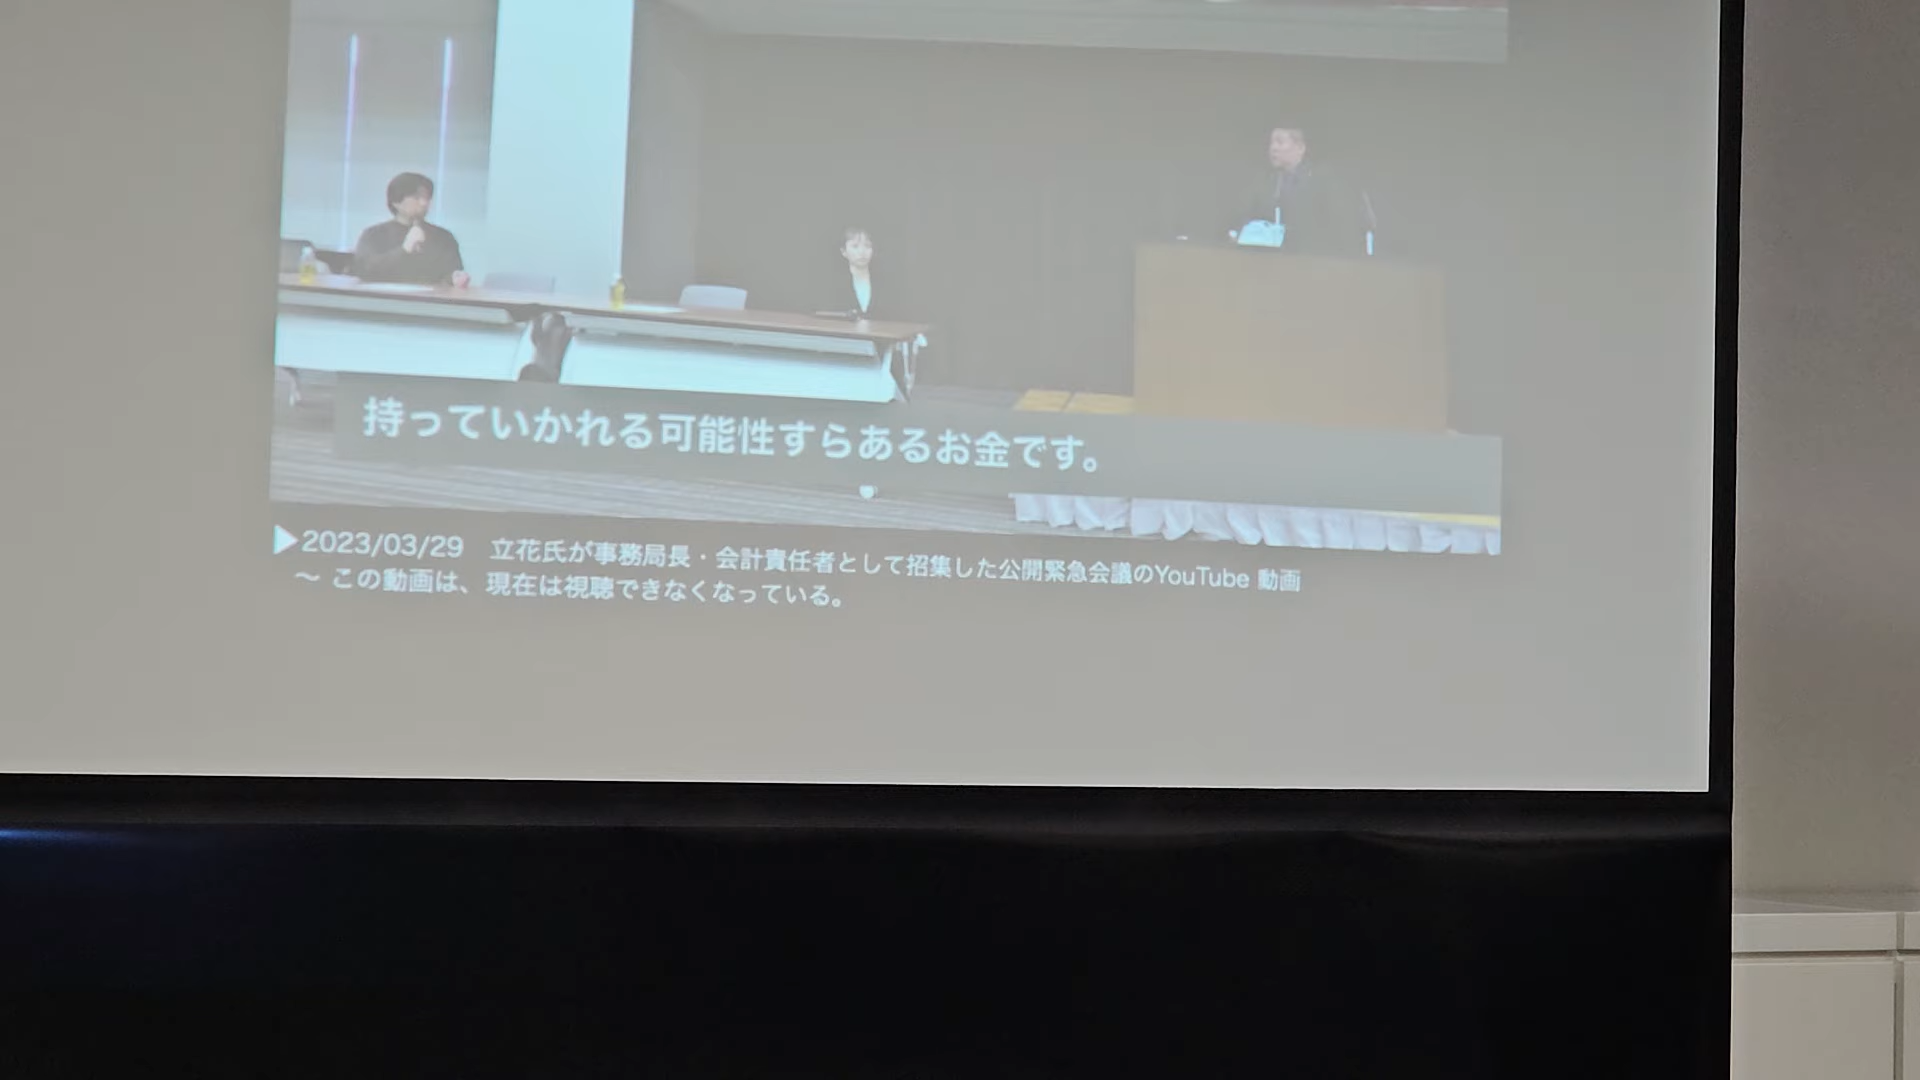 持っていかれる可能性すらあるお金です。
▶2023/03/29　立花氏が事務局長・会計責任者として招集した公開緊急会議のYouTube 動画
～ この動画は、現在は視聴できなくなっている。